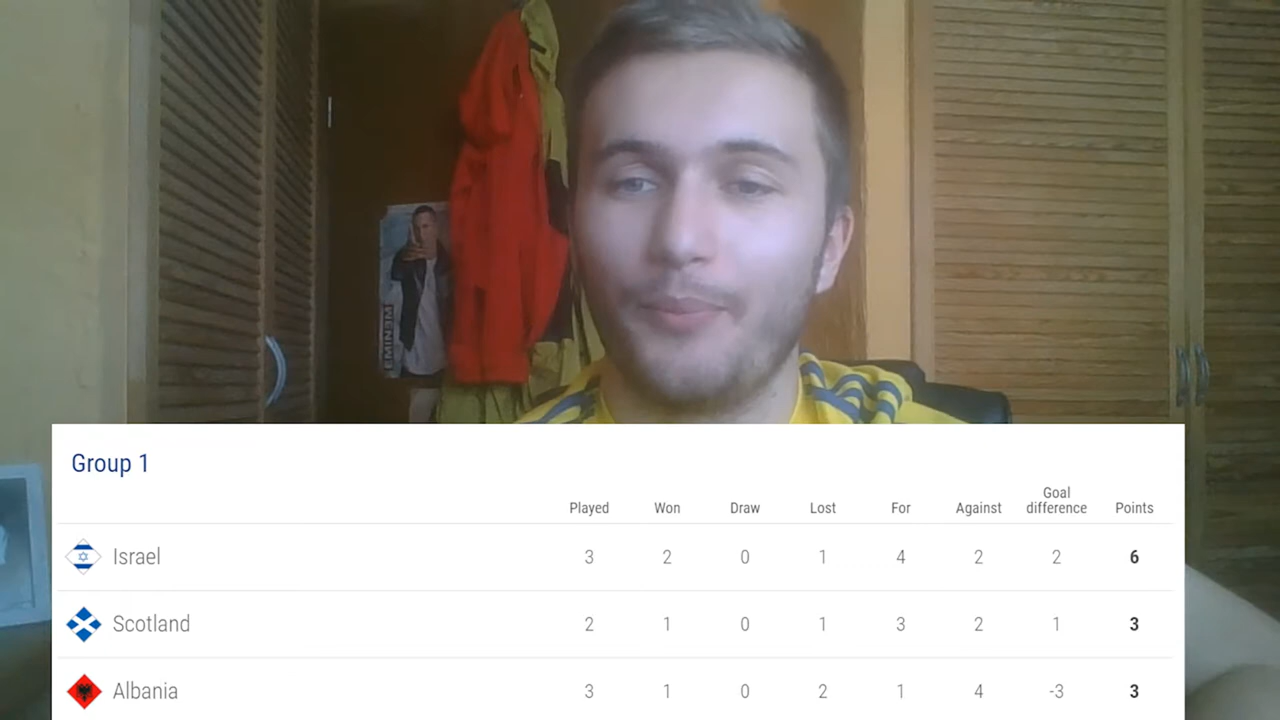 EMINEM
Group 1
Played Won Draw Lost For Against Goal difference Points
Israel 3 2 0 1 4 2 2 6
Scotland 2 1 0 1 3 2 1 3
Albania 3 1 0 2 1 4 -3 3